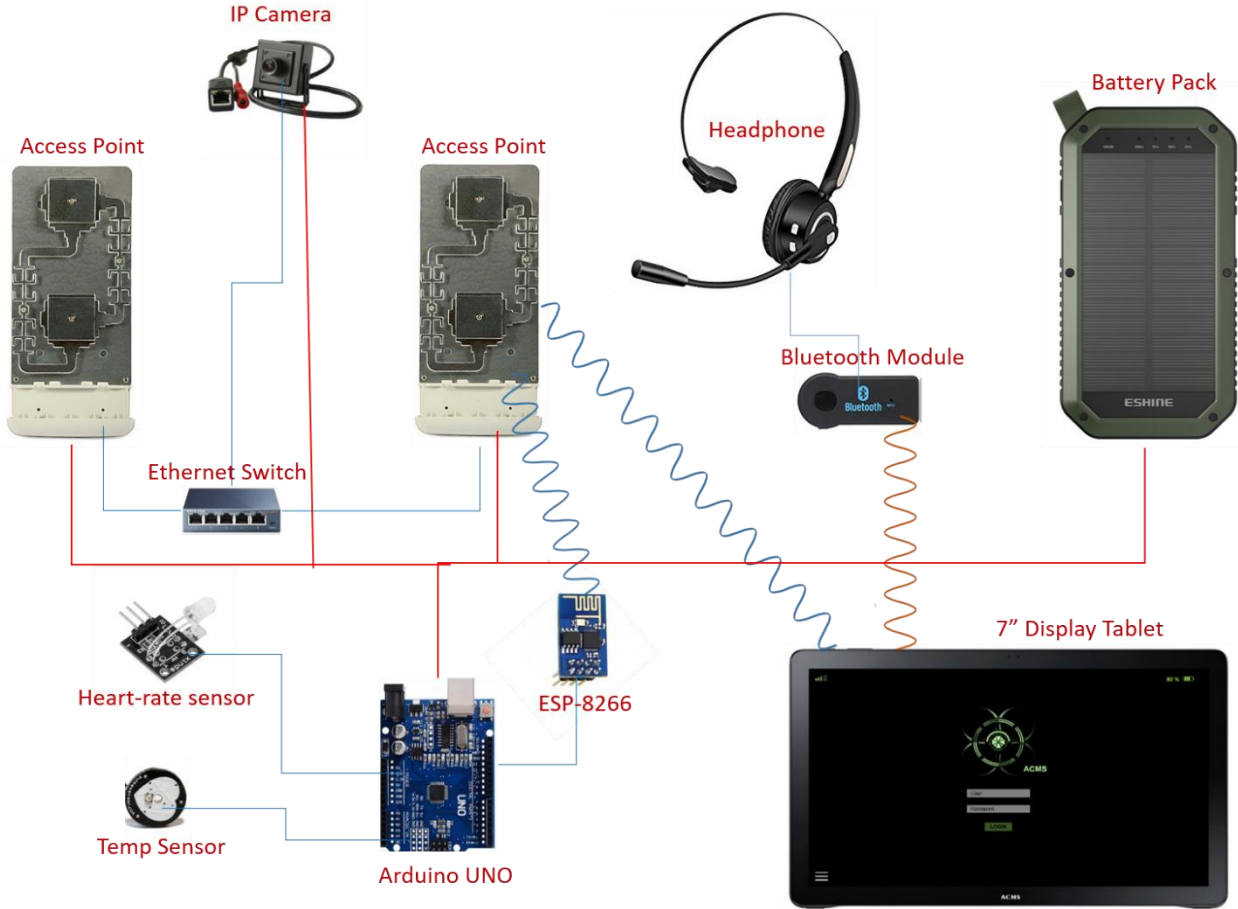 IP Camera
Battery Pack
Headphone
Access Point
Access Point
Bluetooth Module
Bluetooth
ESHINE
Ethernet Switch
7” Display Tablet
80 %
Heart-rate sensor
ESP-8266
ACMS
UNO
LOGIN
Temp Sensor
Arduino UNO
ACMS